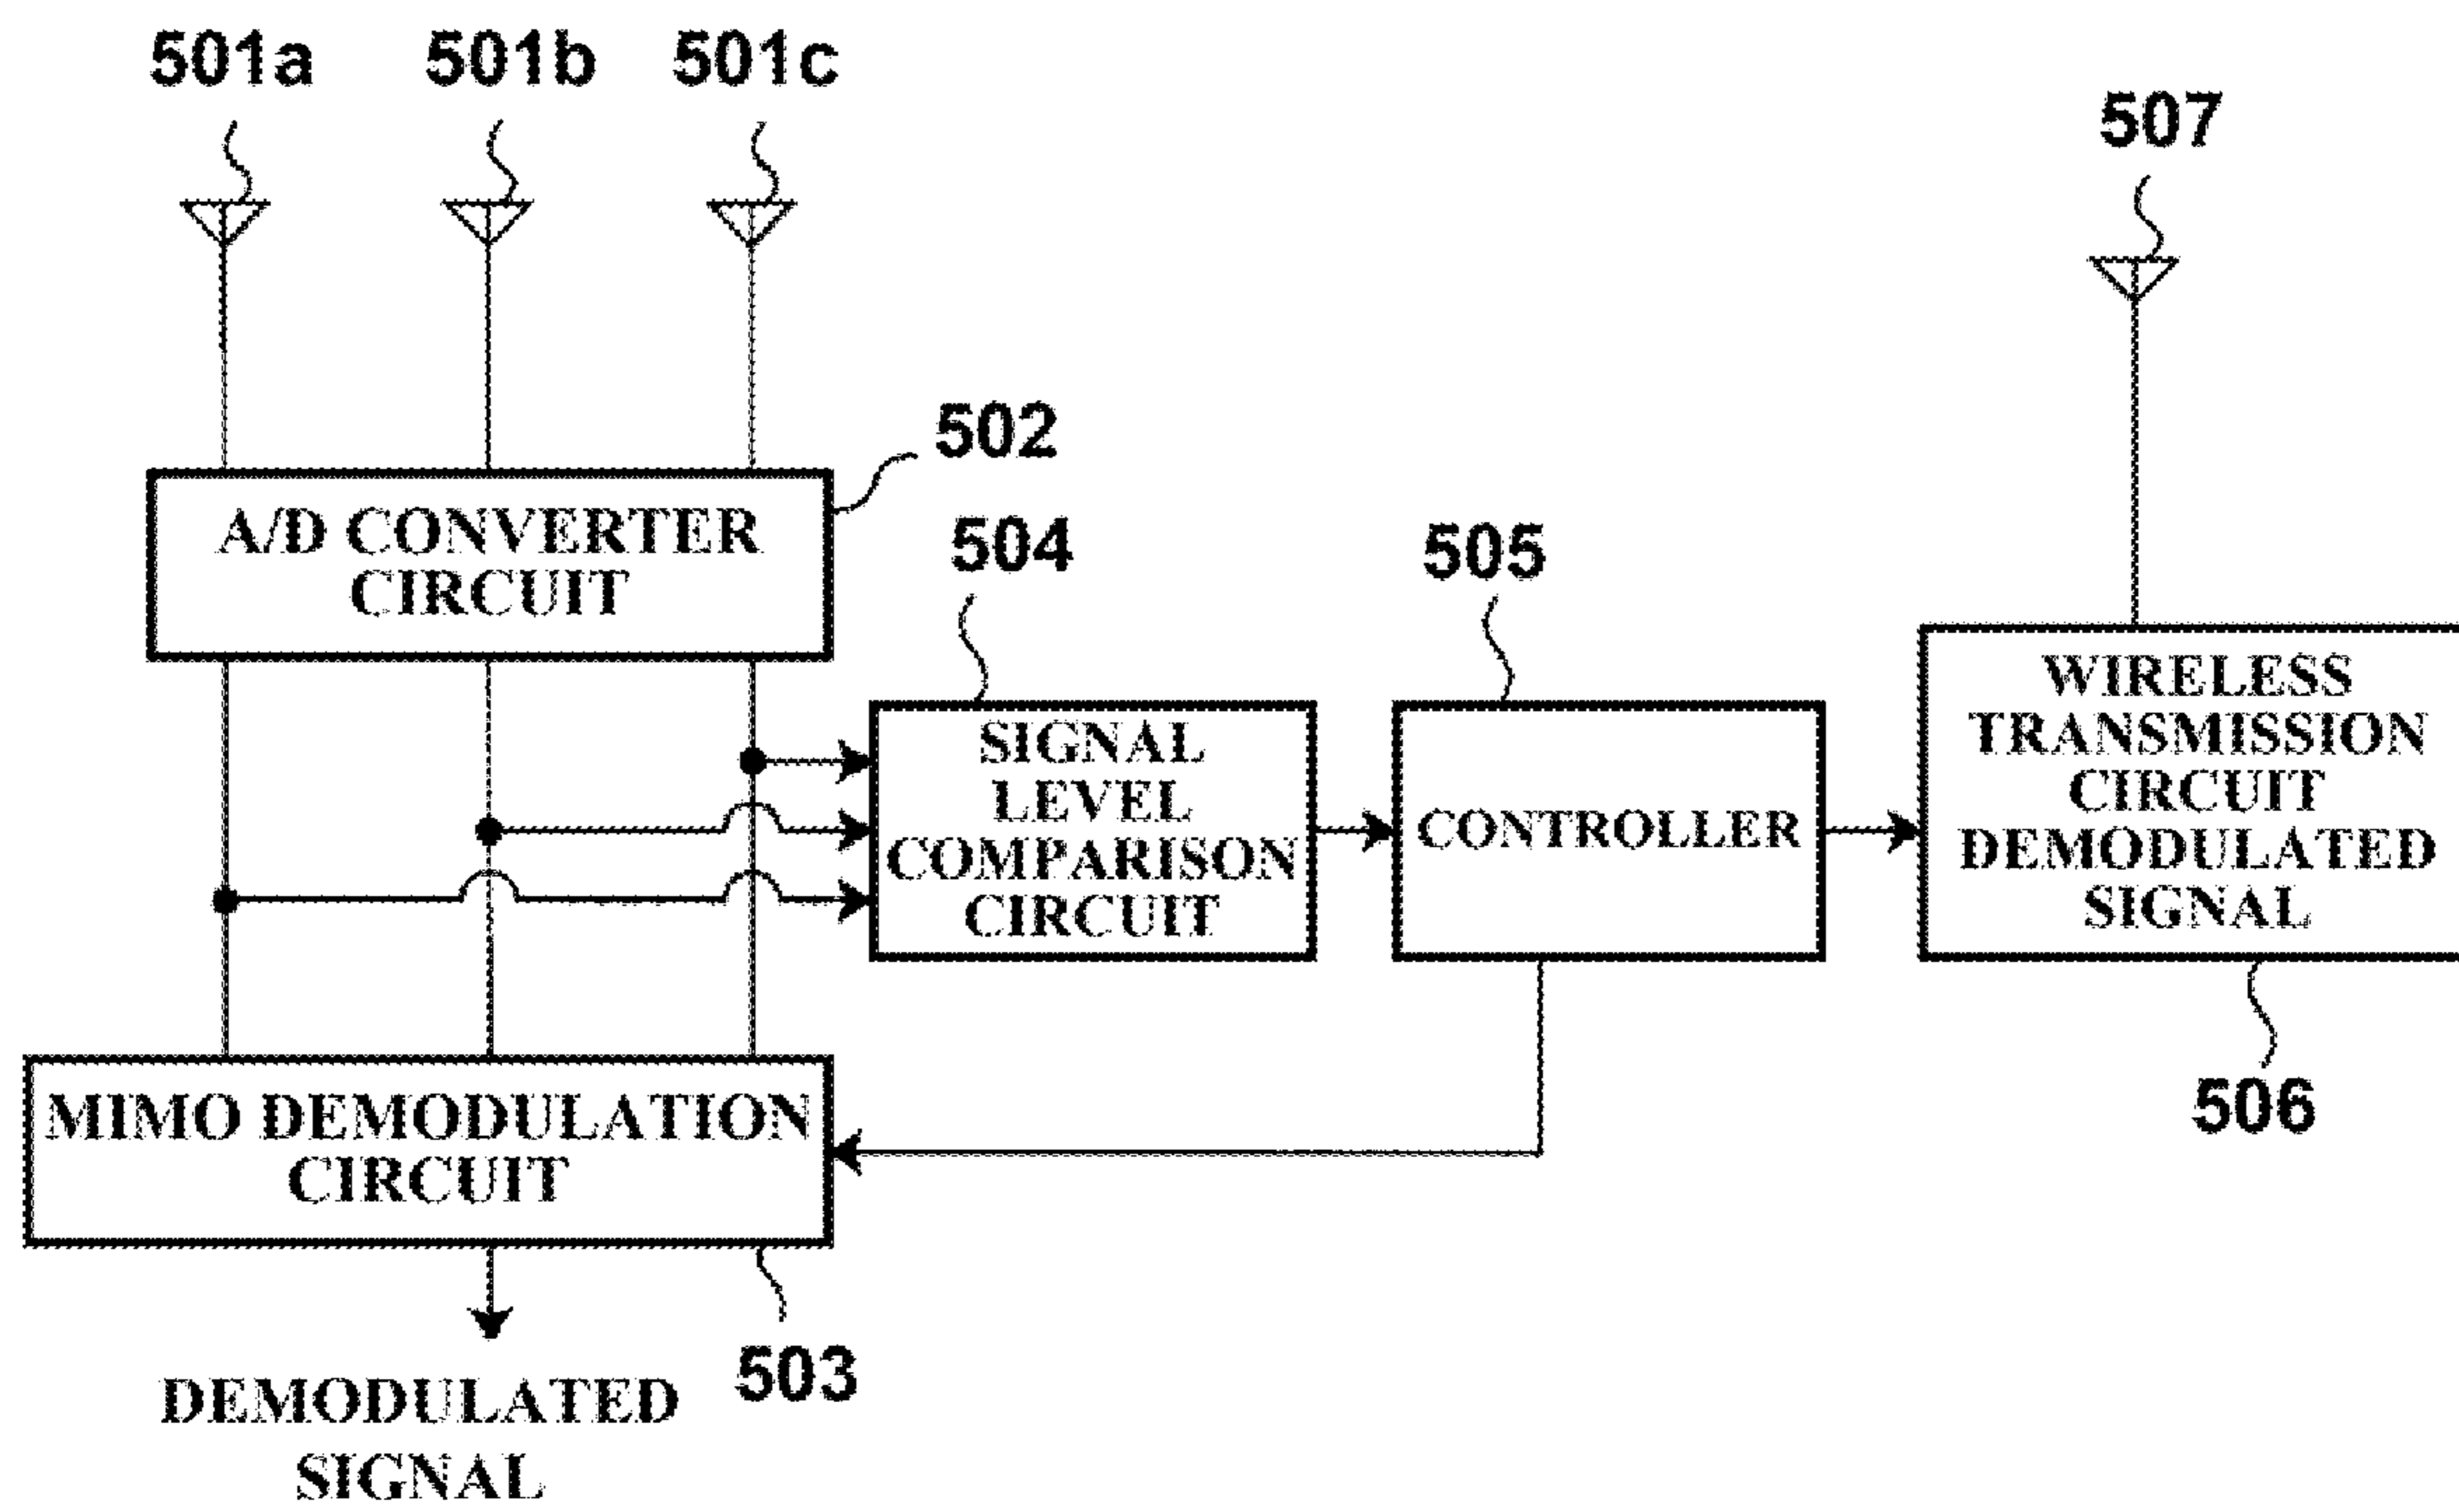 501a 501b 501c
507
502
A/D CONVERTER
CIRCUIT
504
505
SIGNAL
LEVEL
COMPARISON
CIRCUIT
CONTROLLER
WIRELESS
TRANSMISSION
CIRCUIT
DEMODULATED
SIGNAL
506
MIMO DEMODULATION
CIRCUIT
503
DEMODULATED
SIGNAL